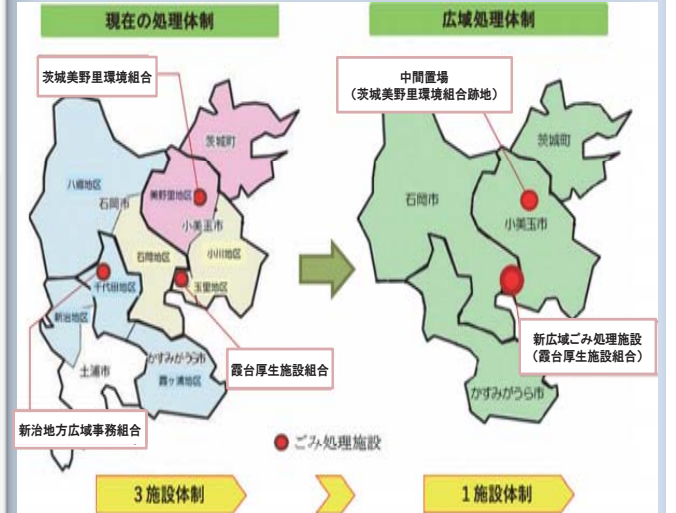 現在の処理体制
広域処理体制
茨城美野里環境組合
中間置場
(茨城美野里環境組合跡地)
茨城町
八郷地区
石岡市
美野里地区
小美玉市
石岡地区
小川地区
玉里地区
千代田地区
新治地区
土浦市
かすみがうら市
霞ヶ浦地区
霞台厚生施設組合
新治地方広域事務組合
茨城町
石岡市
小美玉市
新広域ごみ処理施設
(霞台厚生施設組合)
かすみがうら市
ごみ処理施設
3施設体制
1施設体制